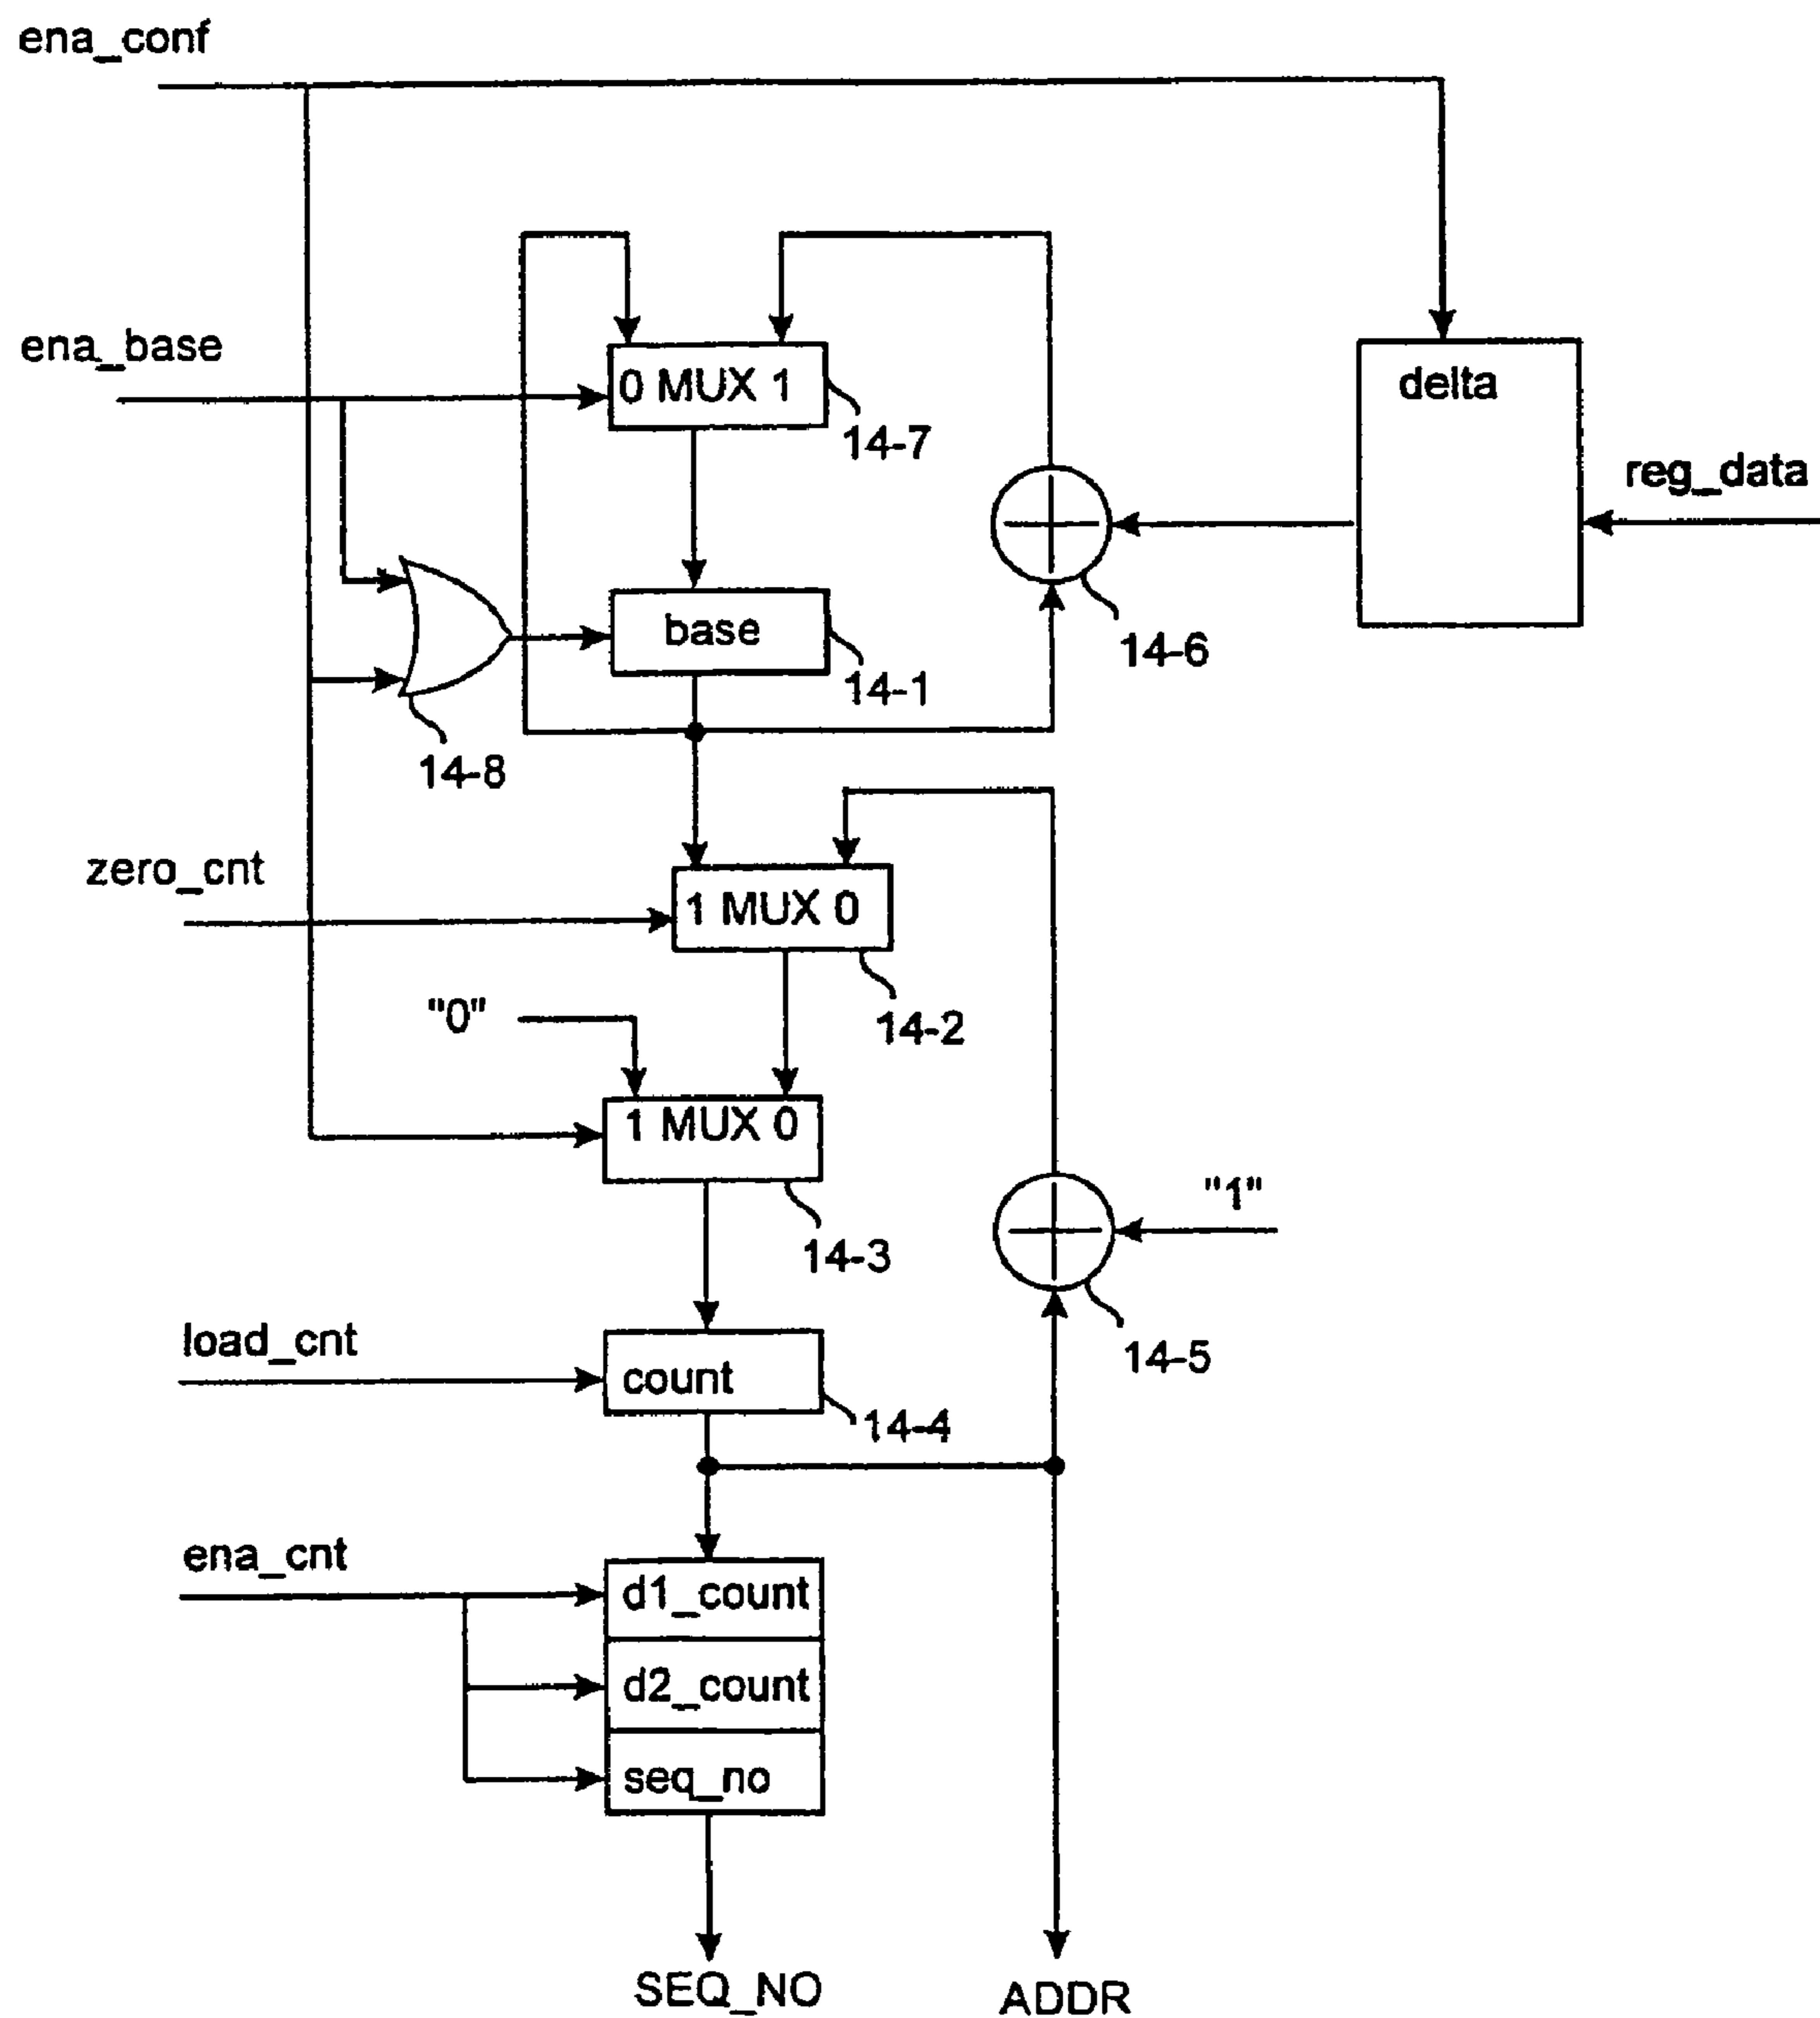 ena_conf
ena_base
0 MUX 1
14-7
delta
reg_data
base
14-1
14-6
14-8
zero_cnt
1 MUX 0
14-2
"0"
1 MUX 0
14-3
"1"
14-5
load_cnt
count
14-4
ena_cnt
d1_count
d2_count
seq_no
SEQ_NO
ADDR